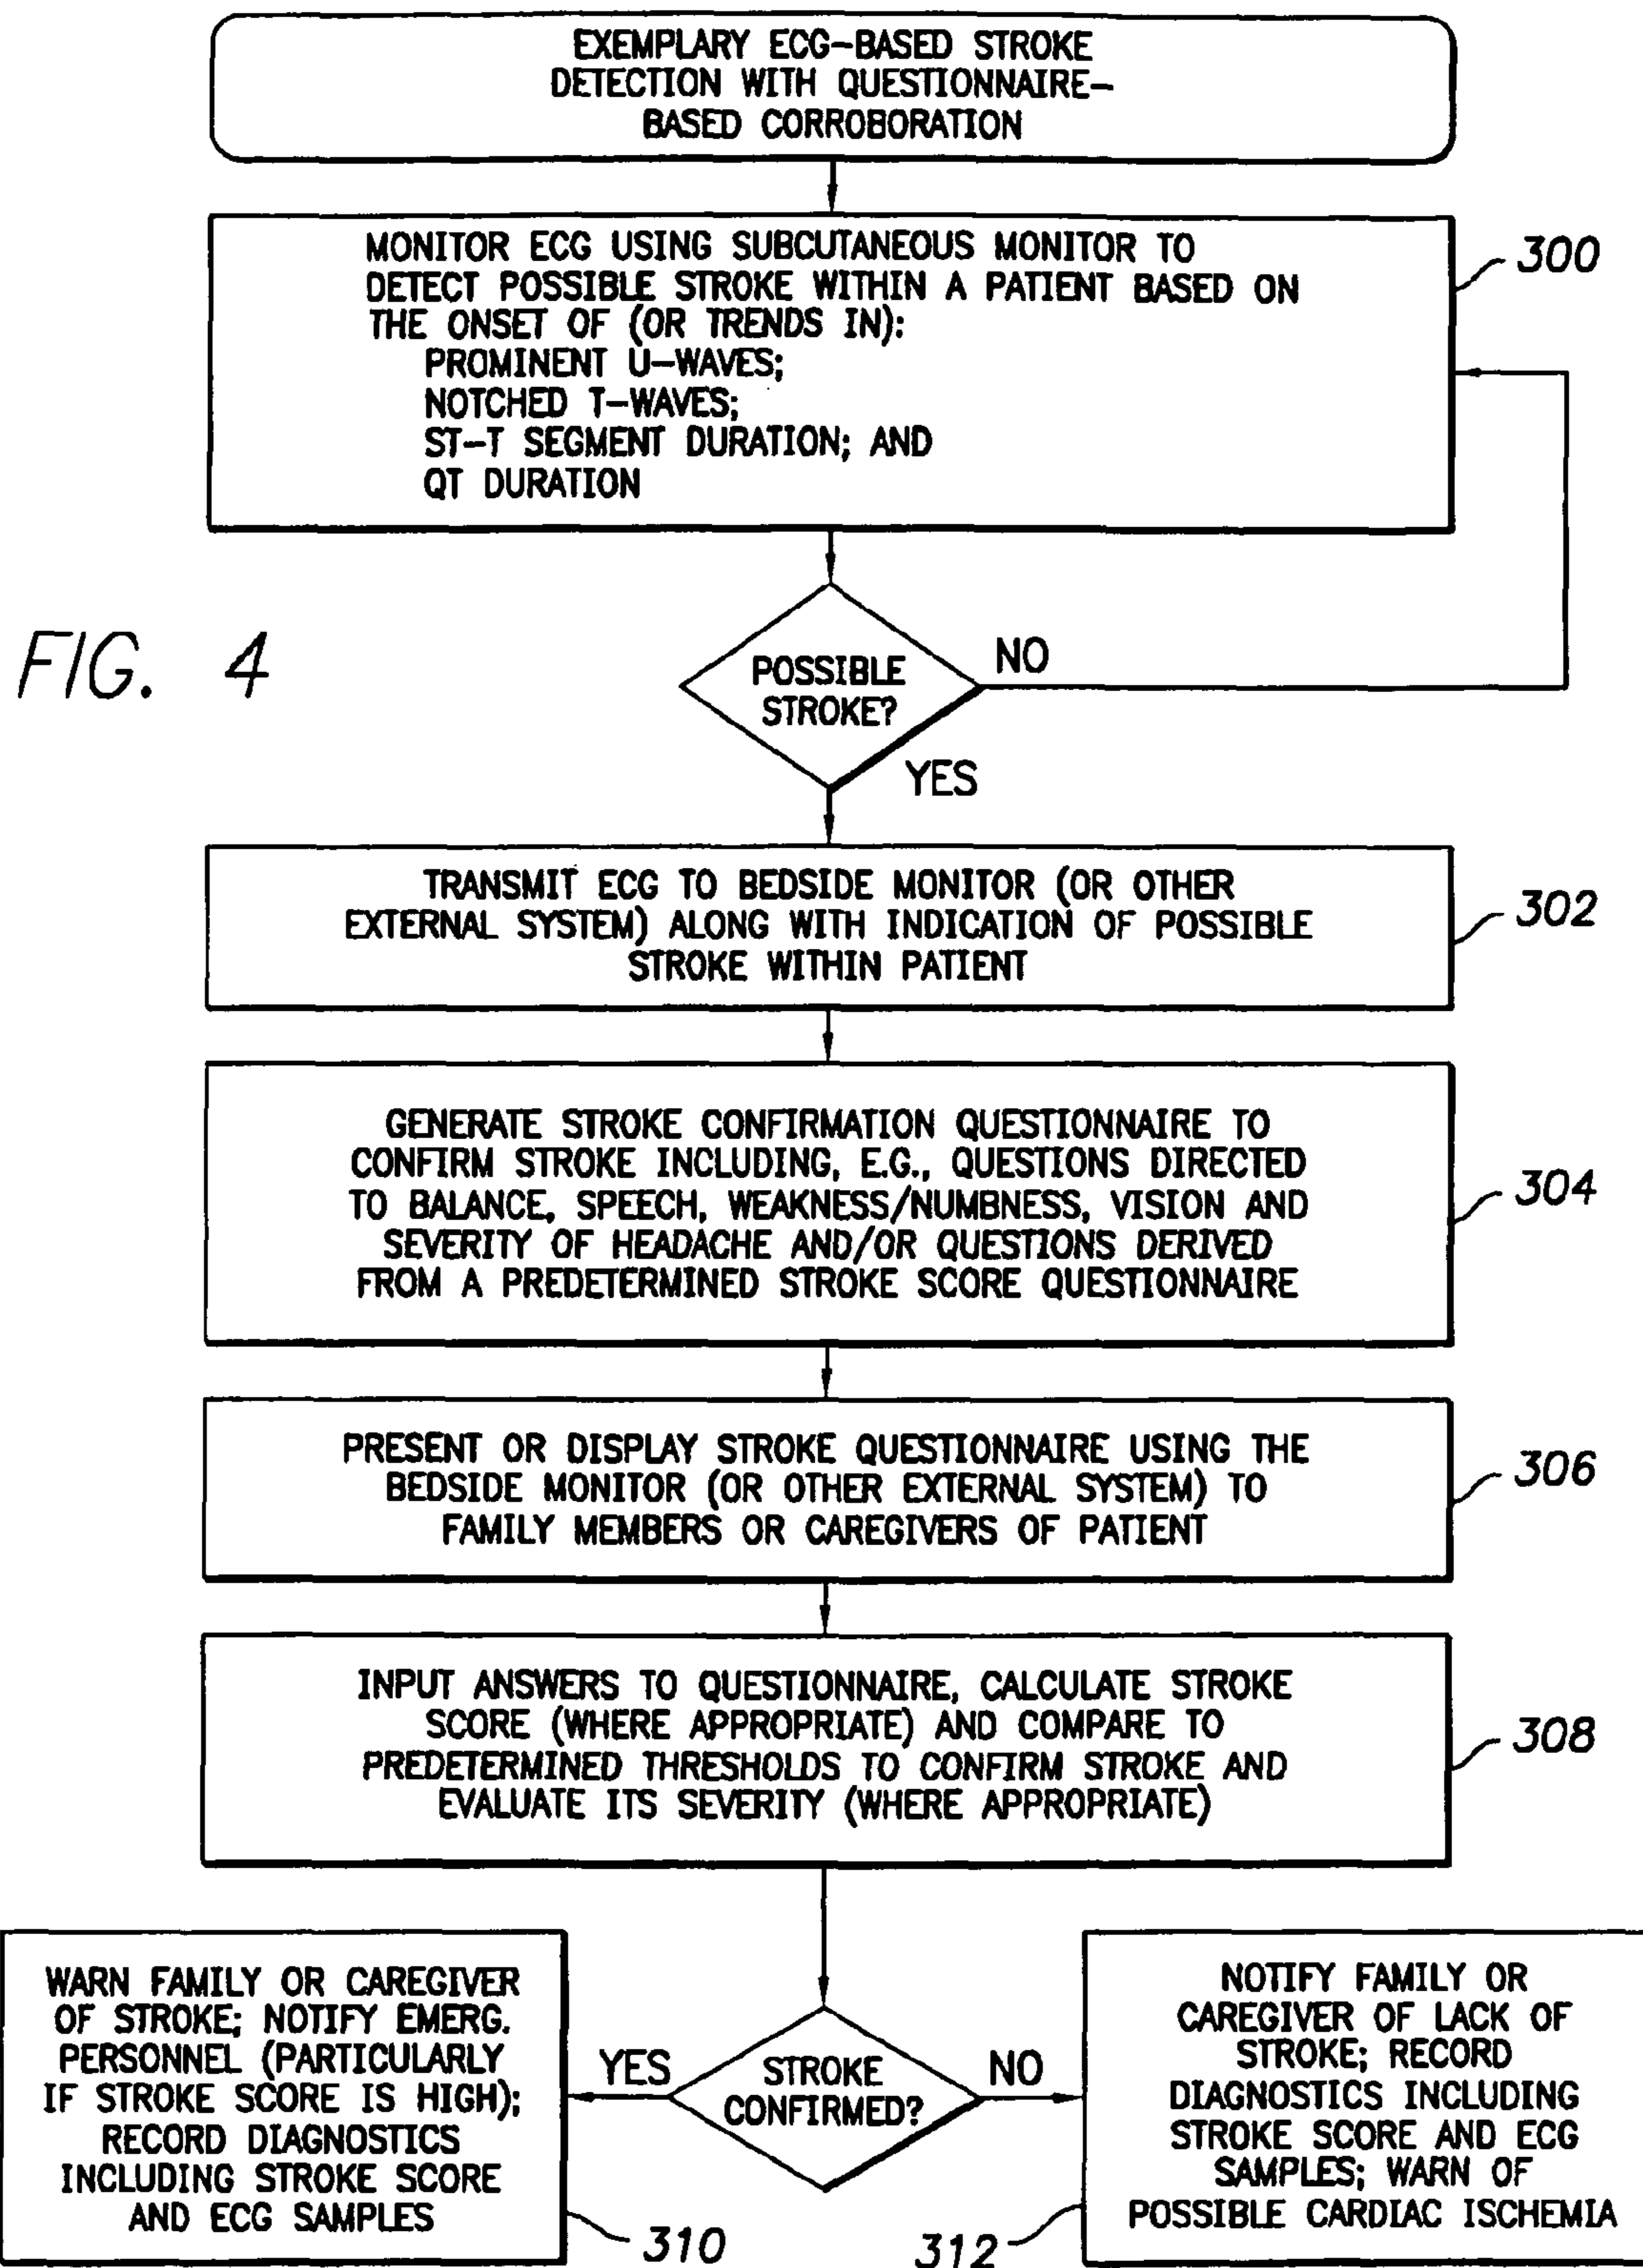 EXEMPLARY ECG-BASED STROKE
DETECTION WITH QUESTIONNAIRE-
BASED CORROBORATION
MONITOR ECG USING SUBCUTANEOUS MONITOR TO
DETECT POSSIBLE STROKE WITHIN A PATIENT BASED ON
THE ONSET OF (OR TRENDS IN):
PROMINENT U-WAVES;
NOTCHED T-WAVES;
ST-T SEGMENT DURATION; AND
QT DURATION
300
FIG. 4
POSSIBLE
STROKE?
NO
YES
TRANSMIT ECG TO BEDSIDE MONITOR (OR OTHER
EXTERNAL SYSTEM) ALONG WITH INDICATION OF POSSIBLE
STROKE WITHIN PATIENT
302
GENERATE STROKE CONFIRMATION QUESTIONNAIRE TO
CONFIRM STROKE INCLUDING, E.G., QUESTIONS DIRECTED
TO BALANCE, SPEECH, WEAKNESS/NUMBNESS, VISION AND
SEVERITY OF HEADACHE AND/OR QUESTIONS DERIVED
FROM A PREDETERMINED STROKE SCORE QUESTIONNAIRE
304
PRESENT OR DISPLAY STROKE QUESTIONNAIRE USING THE
BEDSIDE MONITOR (OR OTHER EXTERNAL SYSTEM) TO
FAMILY MEMBERS OR CAREGIVERS OF PATIENT
306
INPUT ANSWERS TO QUESTIONNAIRE, CALCULATE STROKE
SCORE (WHERE APPROPRIATE) AND COMPARE TO
PREDETERMINED THRESHOLDS TO CONFIRM STROKE AND
EVALUATE ITS SEVERITY (WHERE APPROPRIATE)
308
WARN FAMILY OR CAREGIVER
OF STROKE; NOTIFY EMERG.
PERSONNEL (PARTICULARLY
IF STROKE SCORE IS HIGH);
RECORD DIAGNOSTICS
INCLUDING STROKE SCORE
AND ECG SAMPLES
310
YES
STROKE
CONFIRMED?
NO
NOTIFY FAMILY OR
CAREGIVER OF LACK OF
STROKE; RECORD
DIAGNOSTICS INCLUDING
STROKE SCORE AND ECG
SAMPLES; WARN OF
POSSIBLE CARDIAC ISCHEMIA
312